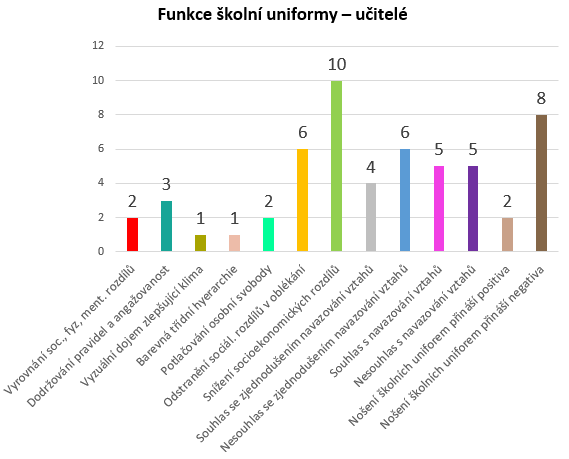 Funkce školní uniformy – učitelé
12
10
8
6
4
2
0
2
3
1
1
2
6
10
4
6
5
5
2
8
Vyrovnání soc., fyz, ment. rozdílů
Dodržování pravidel a angažovanost
Vyzuální dojem zlepšující klima
Barevná třídní hyerarchie
Potlačování osobní svobody
Odstranění sociál. rozdílů v oblékání
Snížení socioekonomických rozdílů
Souhlas se zjednodušením navazování vztahů
Nesouhlas se zjednodušením navazování vztahů
Souhlas s navazování vztahů
Nesouhlas s navazování vztahů
Nošení školních uniforem přináší positiva
Nošení školních uniforem přináší negativa